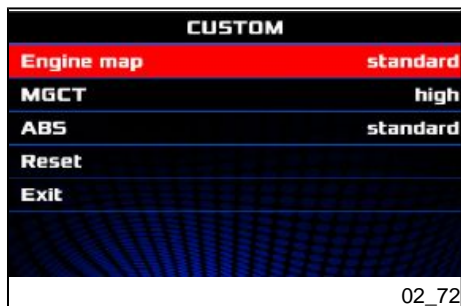 CUSTOM
Engine map standard
MGCT high
ABS standard
Reset
Exit
02_72